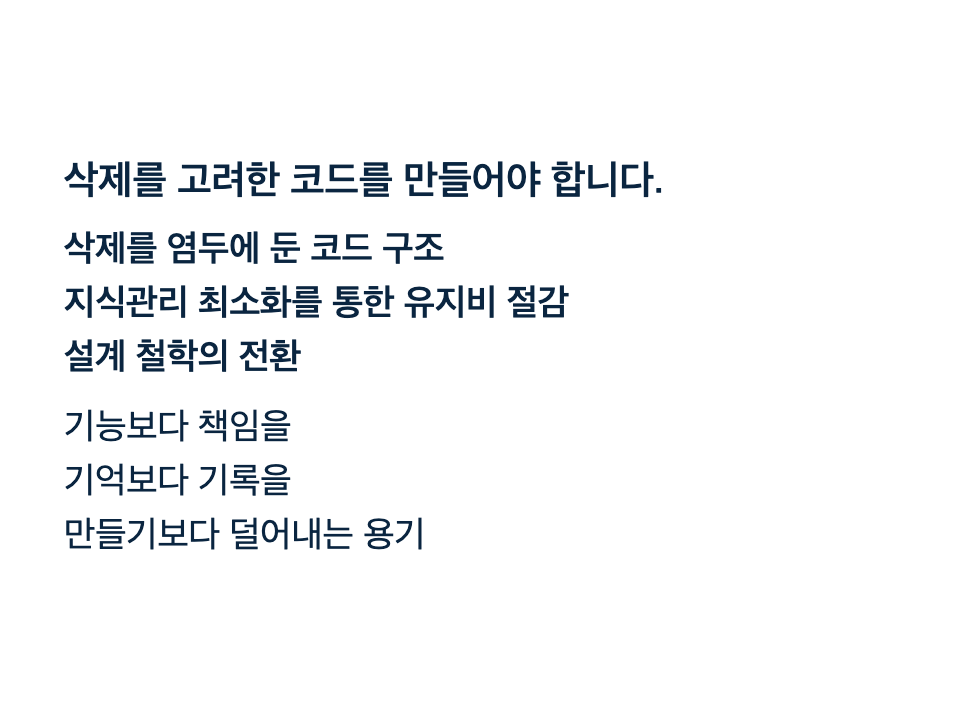 삭제를 고려한 코드를 만들어야 합니다.
삭제를 염두에 둔 코드 구조
지식관리 최소화를 통한 유지비 절감
설계 철학의 전환
기능보다 책임을
기억보다 기록을
만들기보다 덜어내는 용기